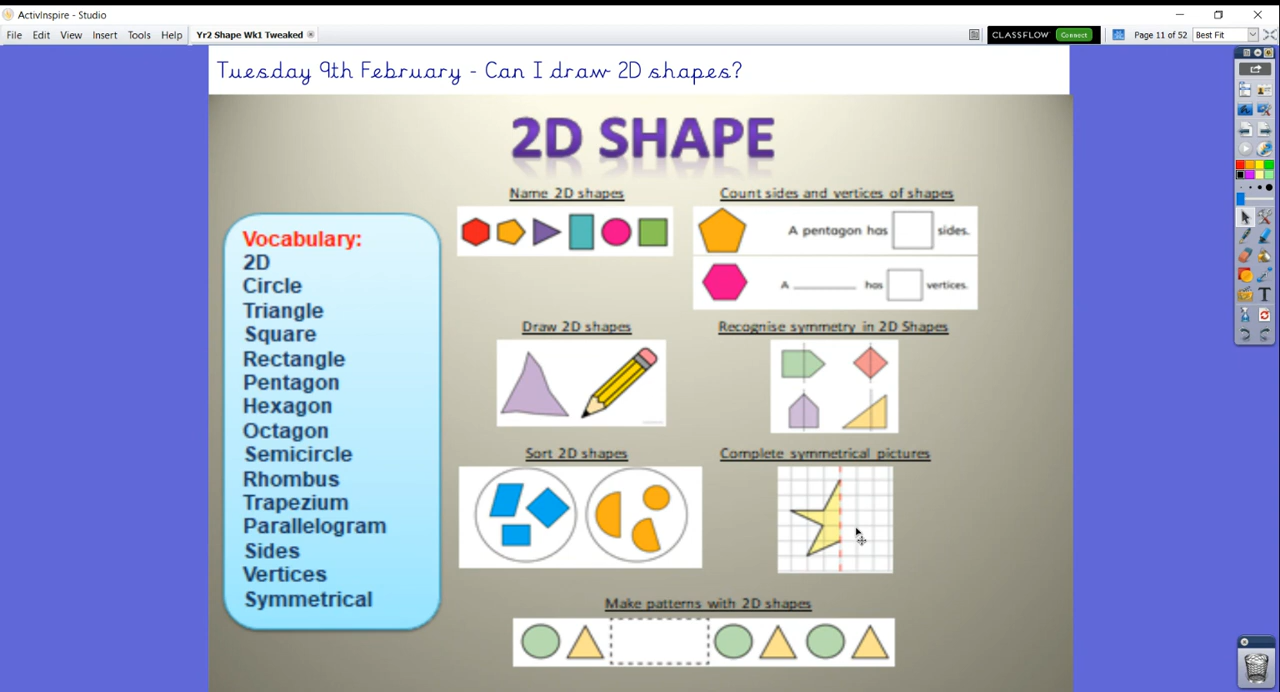 ActivInspire - Studio
File Edit View Insert Tools Help Yr2 Shape Wk1 Tweaked CLASSFLOW Connect Page 11 of 52 Best Fit
Tuesday 9th February - Can I draw 2D shapes?
2D SHAPE
Vocabulary:
2D
Circle
Triangle
Square
Rectangle
Pentagon
Hexagon
Octagon
Semicircle
Rhombus
Trapezium
Parallelogram
Sides
Vertices
Symmetrical
Name 2D shapes
Count sides and vertices of shapes
A pentagon has sides.
A ________ has vertices.
Draw 2D shapes
Recognise symmetry in 2D Shapes
Sort 2D shapes
Complete symmetrical pictures
Make patterns with 2D shapes
T